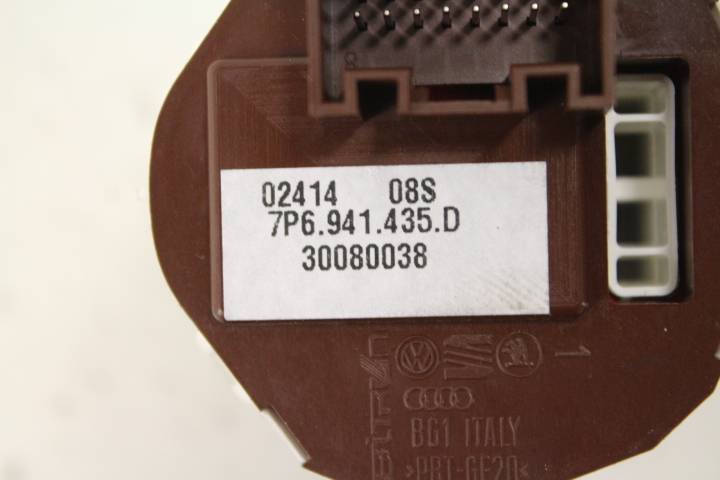 02414 08S
7P6.941.435.D
30080038
1
BG1 ITALY
>PBT-GF20<